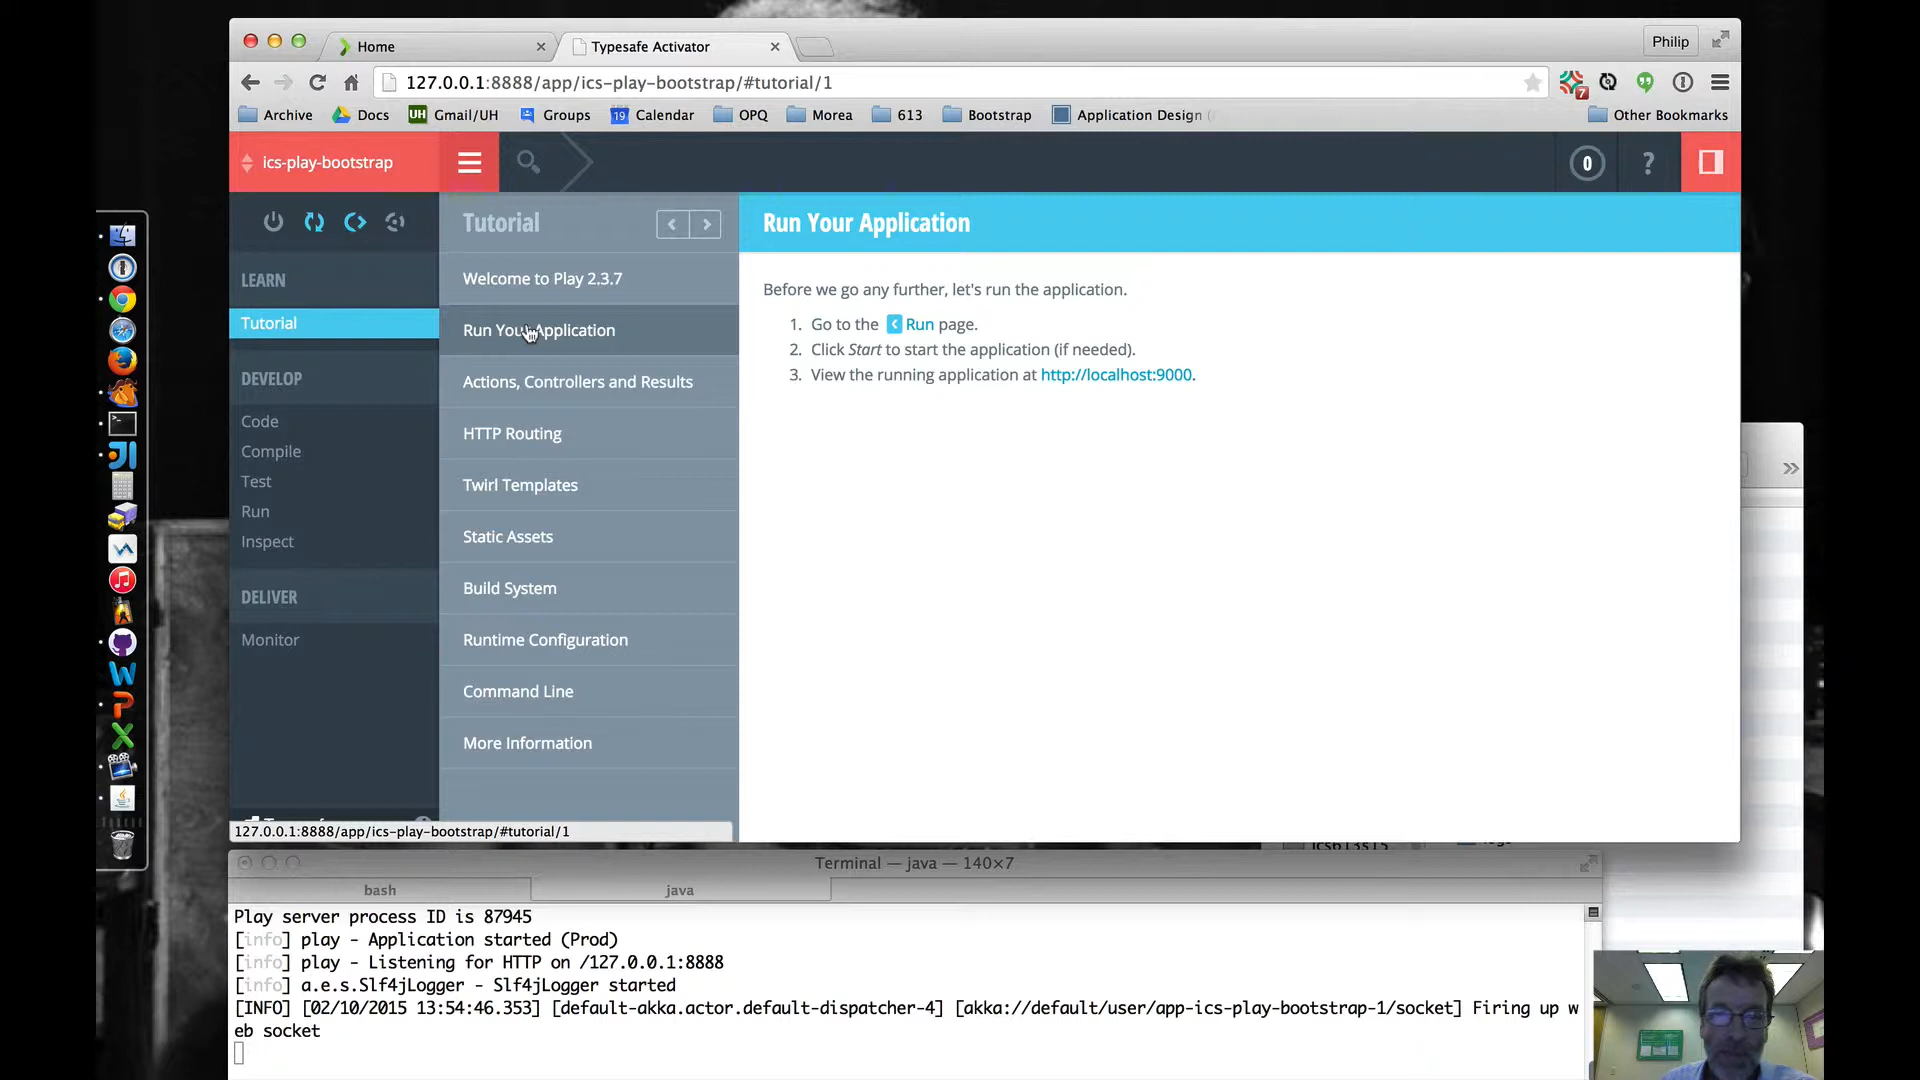 Home
Typesafe Activator
Philip
127.0.0.1:8888/app/ics-play-bootstrap/#tutorial/1
7
Archive
Docs
UH Gmail/UH
Groups
19 Calendar
OPQ
Morea
613
Bootstrap
Application Design
Other Bookmarks
ics-play-bootstrap
0
?
Tutorial
Run Your Application
LEARN
Tutorial
DEVELOP
Code
Compile
Test
Run
Inspect
DELIVER
Monitor
Welcome to Play 2.3.7
Run Your Application
Actions, Controllers and Results
HTTP Routing
Twirl Templates
Static Assets
Build System
Runtime Configuration
Command Line
More Information
Before we go any further, let's run the application.
1. Go to the Run page.
2. Click Start to start the application (if needed).
3. View the running application at http://localhost:9000.
127.0.0.1:8888/app/ics-play-bootstrap/#tutorial/1
Terminal — java — 140×7
bash
java
Play server process ID is 87945
[info] play - Application started (Prod)
[info] play - Listening for HTTP on /127.0.0.1:8888
[info] a.e.s.Slf4jLogger - Slf4jLogger started
[INFO] [02/10/2015 13:54:46.353] [default-akka.actor.default-dispatcher-4] [akka://default/user/app-ics-play-bootstrap-1/socket] Firing up w
eb socket